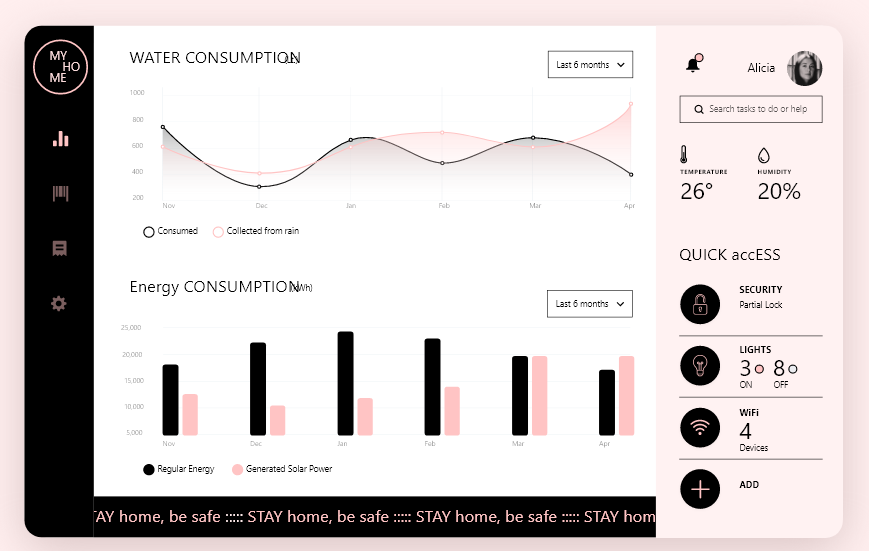 MY
HO
ME
WATER CONSUMPTION
Last 6 months
1000
800
600
400
200
Nov Dec Jan Feb Mar Apr
Consumed Collected from rain
Energy CONSUMPTION (kWh)
Last 6 months
25,000
20,000
15,000
10,000
5,000
Nov Dec Jan Feb Mar Apr
Regular Energy Generated Solar Power
TAY home, be safe ::::: STAY home, be safe ::::: STAY home, be safe ::::: STAY hom
Alicia
Search tasks to do or help
TEMPERATURE HUMIDITY
26° 20%
QUICK accESS
SECURITY
Partial Lock
LIGHTS
3 8
ON OFF
WiFi
4
Devices
ADD